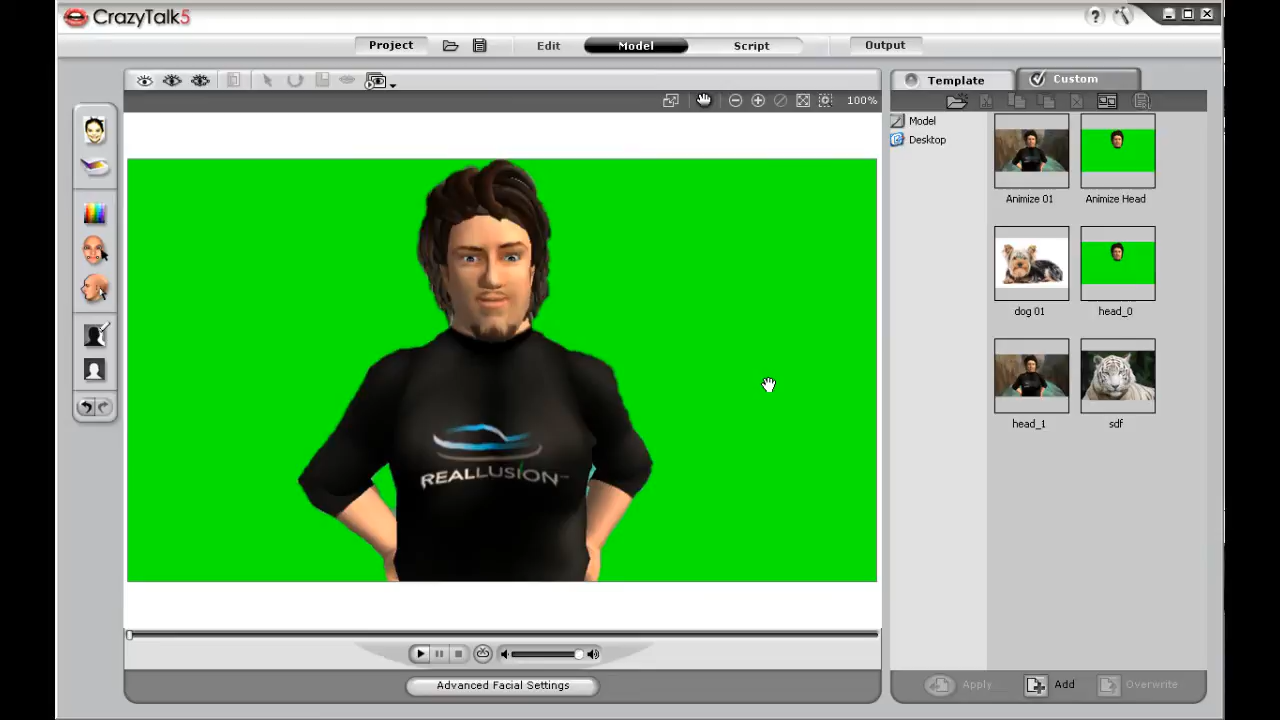 CrazyTalk5
?
Project
Edit
Model
Script
Output
Template
Custom
100%
Model
Desktop
Animize 01
Animize Head
dog 01
head_0
head_1
sdf
REALLUSION™
Advanced Facial Settings
Apply
Add
Overwrite